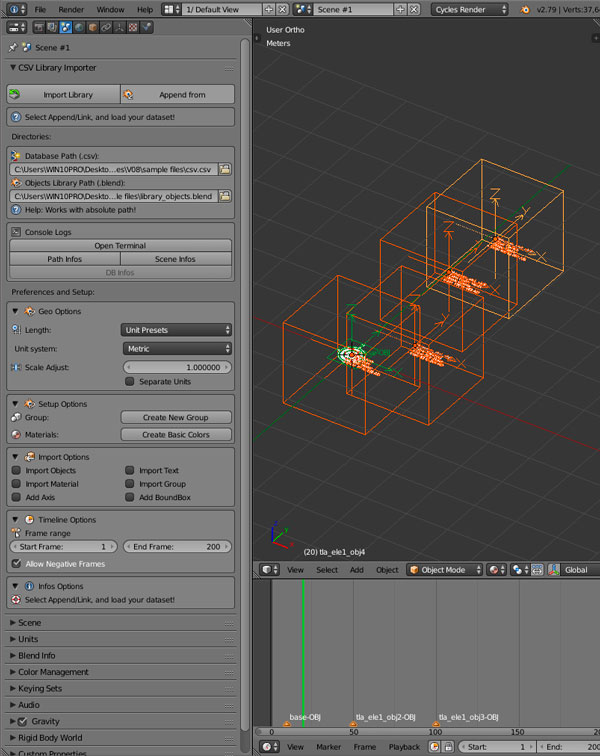 File
Render
Window
Help
1/ Default View
Scene #1
Cycles Render
v2.79 | Verts:37,6
Scene #1
CSV Library Importer
Import Library
Append from
Select Append/Link, and load your dataset!
Directories:
Database Path (.csv):
C:\Users\WIN10PRO\Deskto...es\V08\sample files\csv.csv
Objects Library Path (.blend):
C:\Users\WIN10PRO\Deskto...le files\library_objects.blend
Help: Works with absolute path!
Console Logs
Open Terminal
Path Infos
Scene Infos
DB Infos
Preferences and Setup:
Geo Options
Length:
Unit Presets
Unit system:
Metric
Scale Adjust:
1.000000
Separate Units
Setup Options
Group:
Create New Group
Materials:
Create Basic Colors
Import Options
Import Objects
Import Text
Import Material
Import Group
Add Axis
Add BoundBox
Timeline Options
Frame range
Start Frame: 1
End Frame: 200
Allow Negative Frames
Infos Options
Select Append/Link, and load your dataset!
Scene
Units
Blend Info
Color Management
Keying Sets
Audio
Gravity
Rigid Body World
Custom Properties
User Ortho
Meters
Z
Y
X
Z
X
Y
X
z
y
x
(20) tla_ele1_obj4
View
Select
Add
Object
Object Mode
Global
base-OBJ
tla_ele1_obj2-OBJ
tla_ele1_obj3-OBJ
0
50
100
150
20
View
Marker
Frame
Playback
Start: 1
End: 200